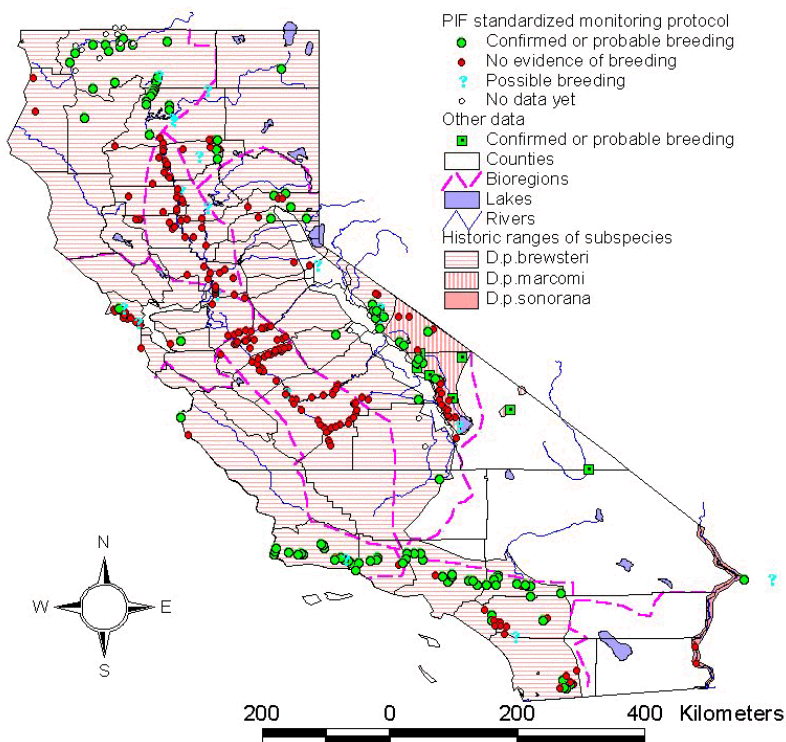 PIF standardized monitoring protocol
Confirmed or probable breeding
No evidence of breeding
? Possible breeding
No data yet
Other data
Confirmed or probable breeding
Counties
Bioregions
Lakes
Rivers
Historic ranges of subspecies
D.p.brewsteri
D.p.marcomi
D.p.sonorana
N
W E
S
200 0 200 400 Kilometers